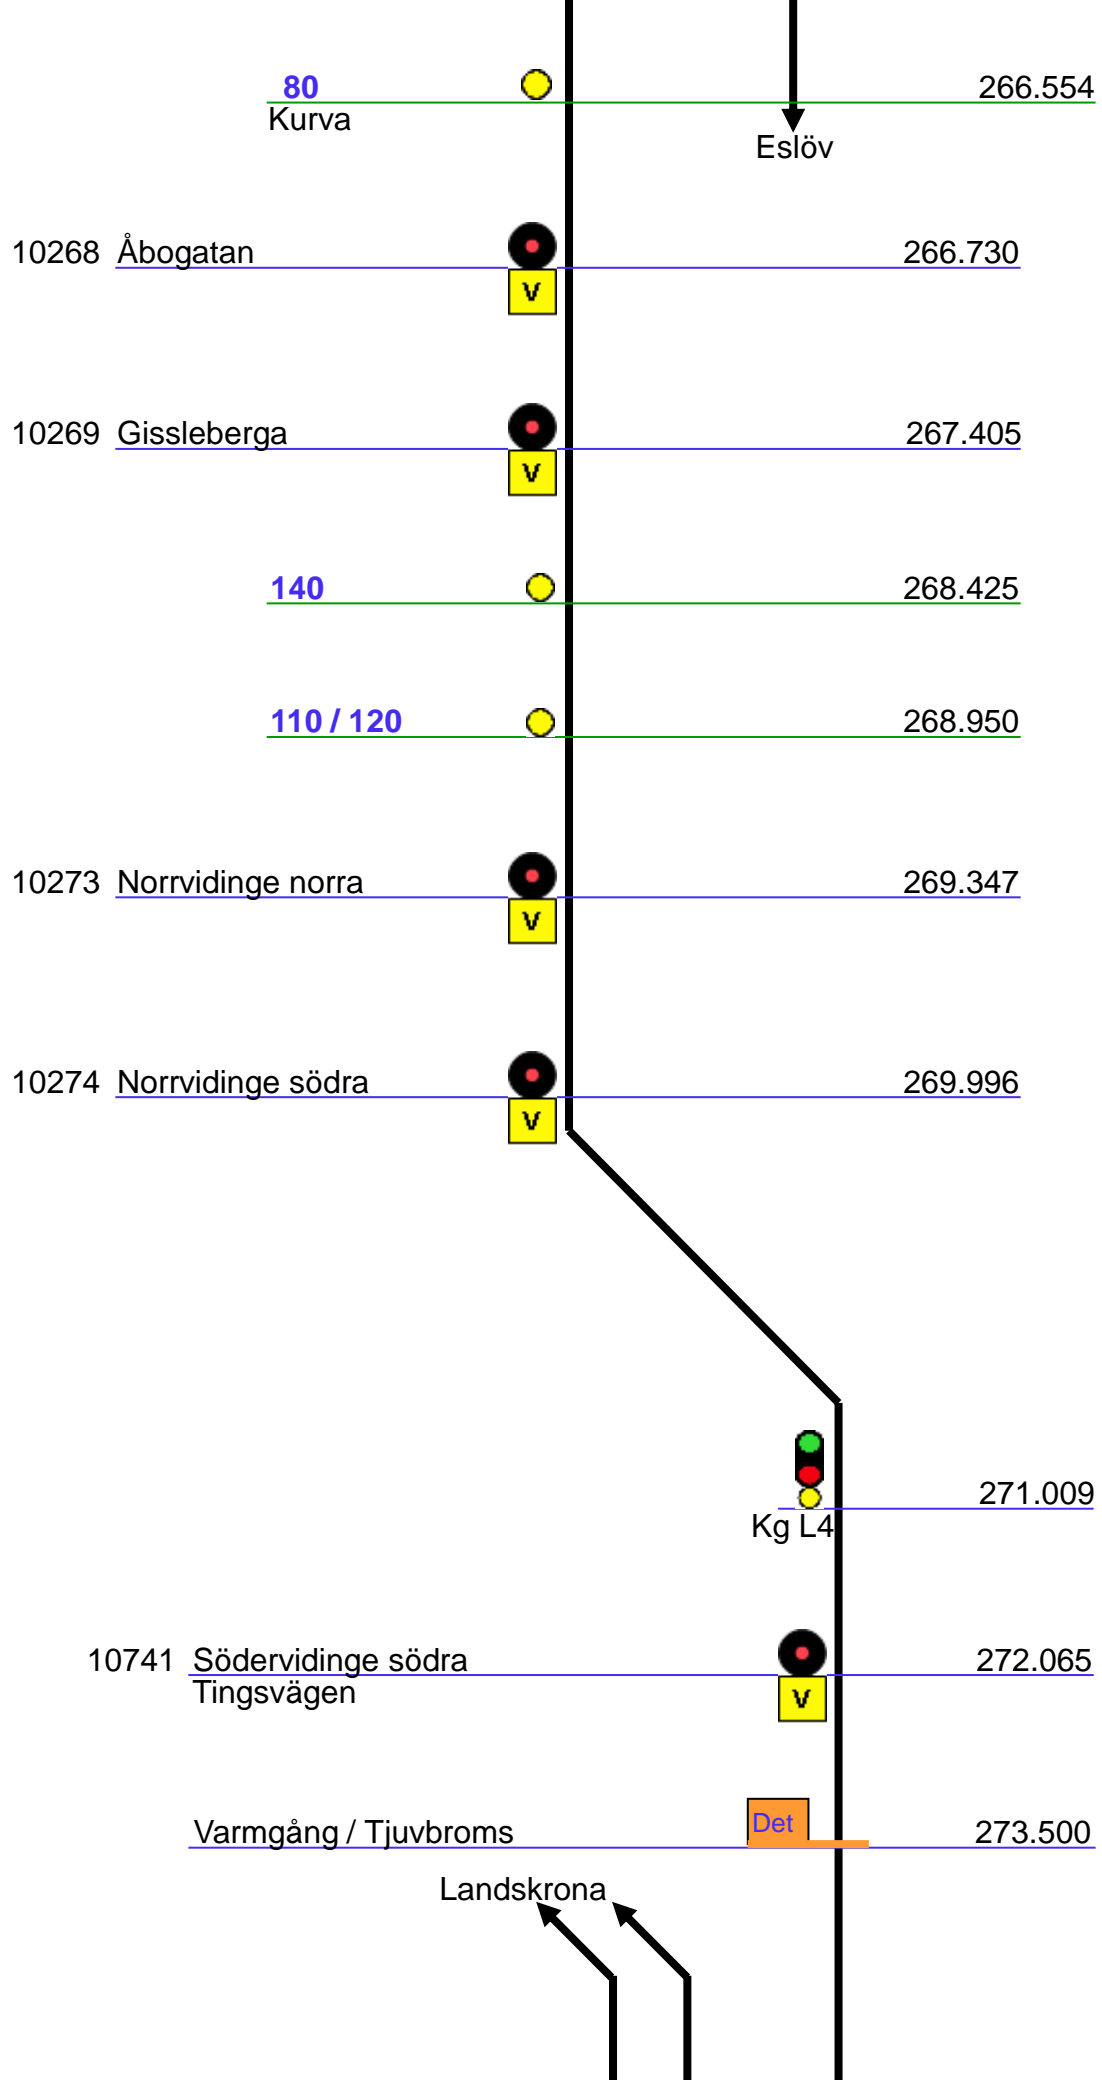 80 266.554
Kurva
Eslöv
10268 Åbogatan 266.730
V
10269 Gissleberga 267.405
V
140 268.425
110 / 120 268.950
10273 Norrvidinge norra 269.347
V
10274 Norrvidinge södra 269.996
V
271.009
Kg L4
10741 Södervidinge södra 272.065
Tingsvägen
V
Det
Varmgång / Tjuvbroms 273.500
Landskrona